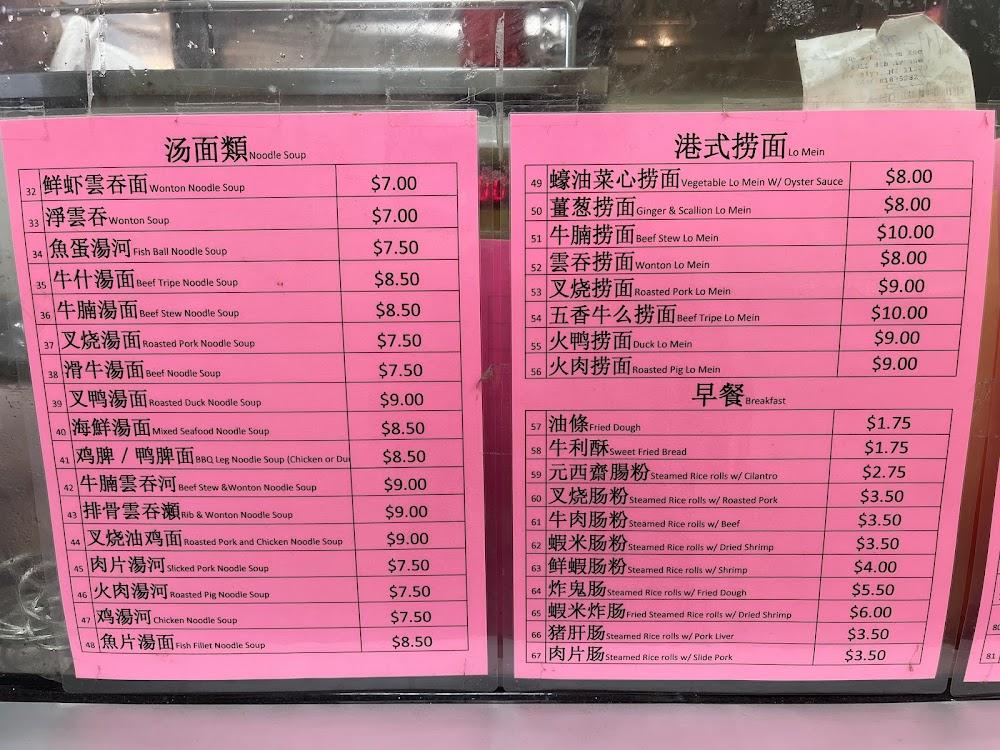 汤面類 Noodle Soup
32 鲜虾雲吞面 Wonton Noodle Soup $7.00
33 淨雲吞 Wonton Soup $7.00
34 魚蛋湯河 Fish Ball Noodle Soup $7.50
35 牛什湯面 Beef Tripe Noodle Soup $8.50
36 牛腩湯面 Beef Stew Noodle Soup $8.50
37 叉烧湯面 Roasted Pork Noodle Soup $7.50
38 滑牛湯面 Beef Noodle Soup $7.50
39 叉鸭湯面 Roasted Duck Noodle Soup $9.00
40 海鮮湯面 Mixed Seafood Noodle Soup $8.50
41 鸡脾 / 鸭脾面 BBQ Leg Noodle Soup (Chicken or Du $8.50
42 牛腩雲吞河 Beef Stew &Wonton Noodle Soup $9.00
43 排骨雲吞瀬 Rib & Wonton Noodle Soup $9.00
44 叉烧油鸡面 Roasted Pork and Chicken Noodle Soup $9.00
45 肉片湯河 Slicked Pork Noodle Soup $7.50
46 火肉湯河 Roasted Pig Noodle Soup $7.50
47 鸡湯河 Chicken Noodle Soup $7.50
48 魚片湯面 Fish Fillet Noodle Soup $8.50
港式捞面 Lo Mein
49 蠔油菜心捞面 Vegetable Lo Mein W/ Oyster Sauce $8.00
50 薑葱捞面 Ginger & Scallion Lo Mein $8.00
51 牛腩捞面 Beef Stew Lo Mein $10.00
52 雲吞捞面 Wonton Lo Mein $8.00
53 叉烧捞面 Roasted Pork Lo Mein $9.00
54 五香牛么捞面 Beef Tripe Lo Mein $10.00
55 火鸭捞面 Duck Lo Mein $9.00
56 火肉捞面 Roasted Pig Lo Mein $9.00
早餐 Breakfast
57 油條 Fried Dough $1.75
58 牛利酥 Sweet Fried Bread $1.75
59 元西齋腸粉 Steamed Rice rolls w/ Cilantro $2.75
60 叉烧肠粉 Steamed Rice rolls w/ Roasted Pork $3.50
61 牛肉肠粉 Steamed Rice rolls w/ Beef $3.50
62 蝦米肠粉 Steamed Rice rolls w/ Dried Shrimp $3.50
63 鲜蝦肠粉 Steamed Rice rolls w/ Shrimp $4.00
64 炸鬼肠 Steamed Rice rolls w/ Fried Dough $5.50
65 蝦米炸肠 Fried Steamed Rice rolls w/ Dried Shrimp $6.00
66 猪肝肠 Steamed Rice rolls w/ Pork Liver $3.50
67 肉片肠 Steamed Rice rolls w/ Slide Pork $3.50
80
81